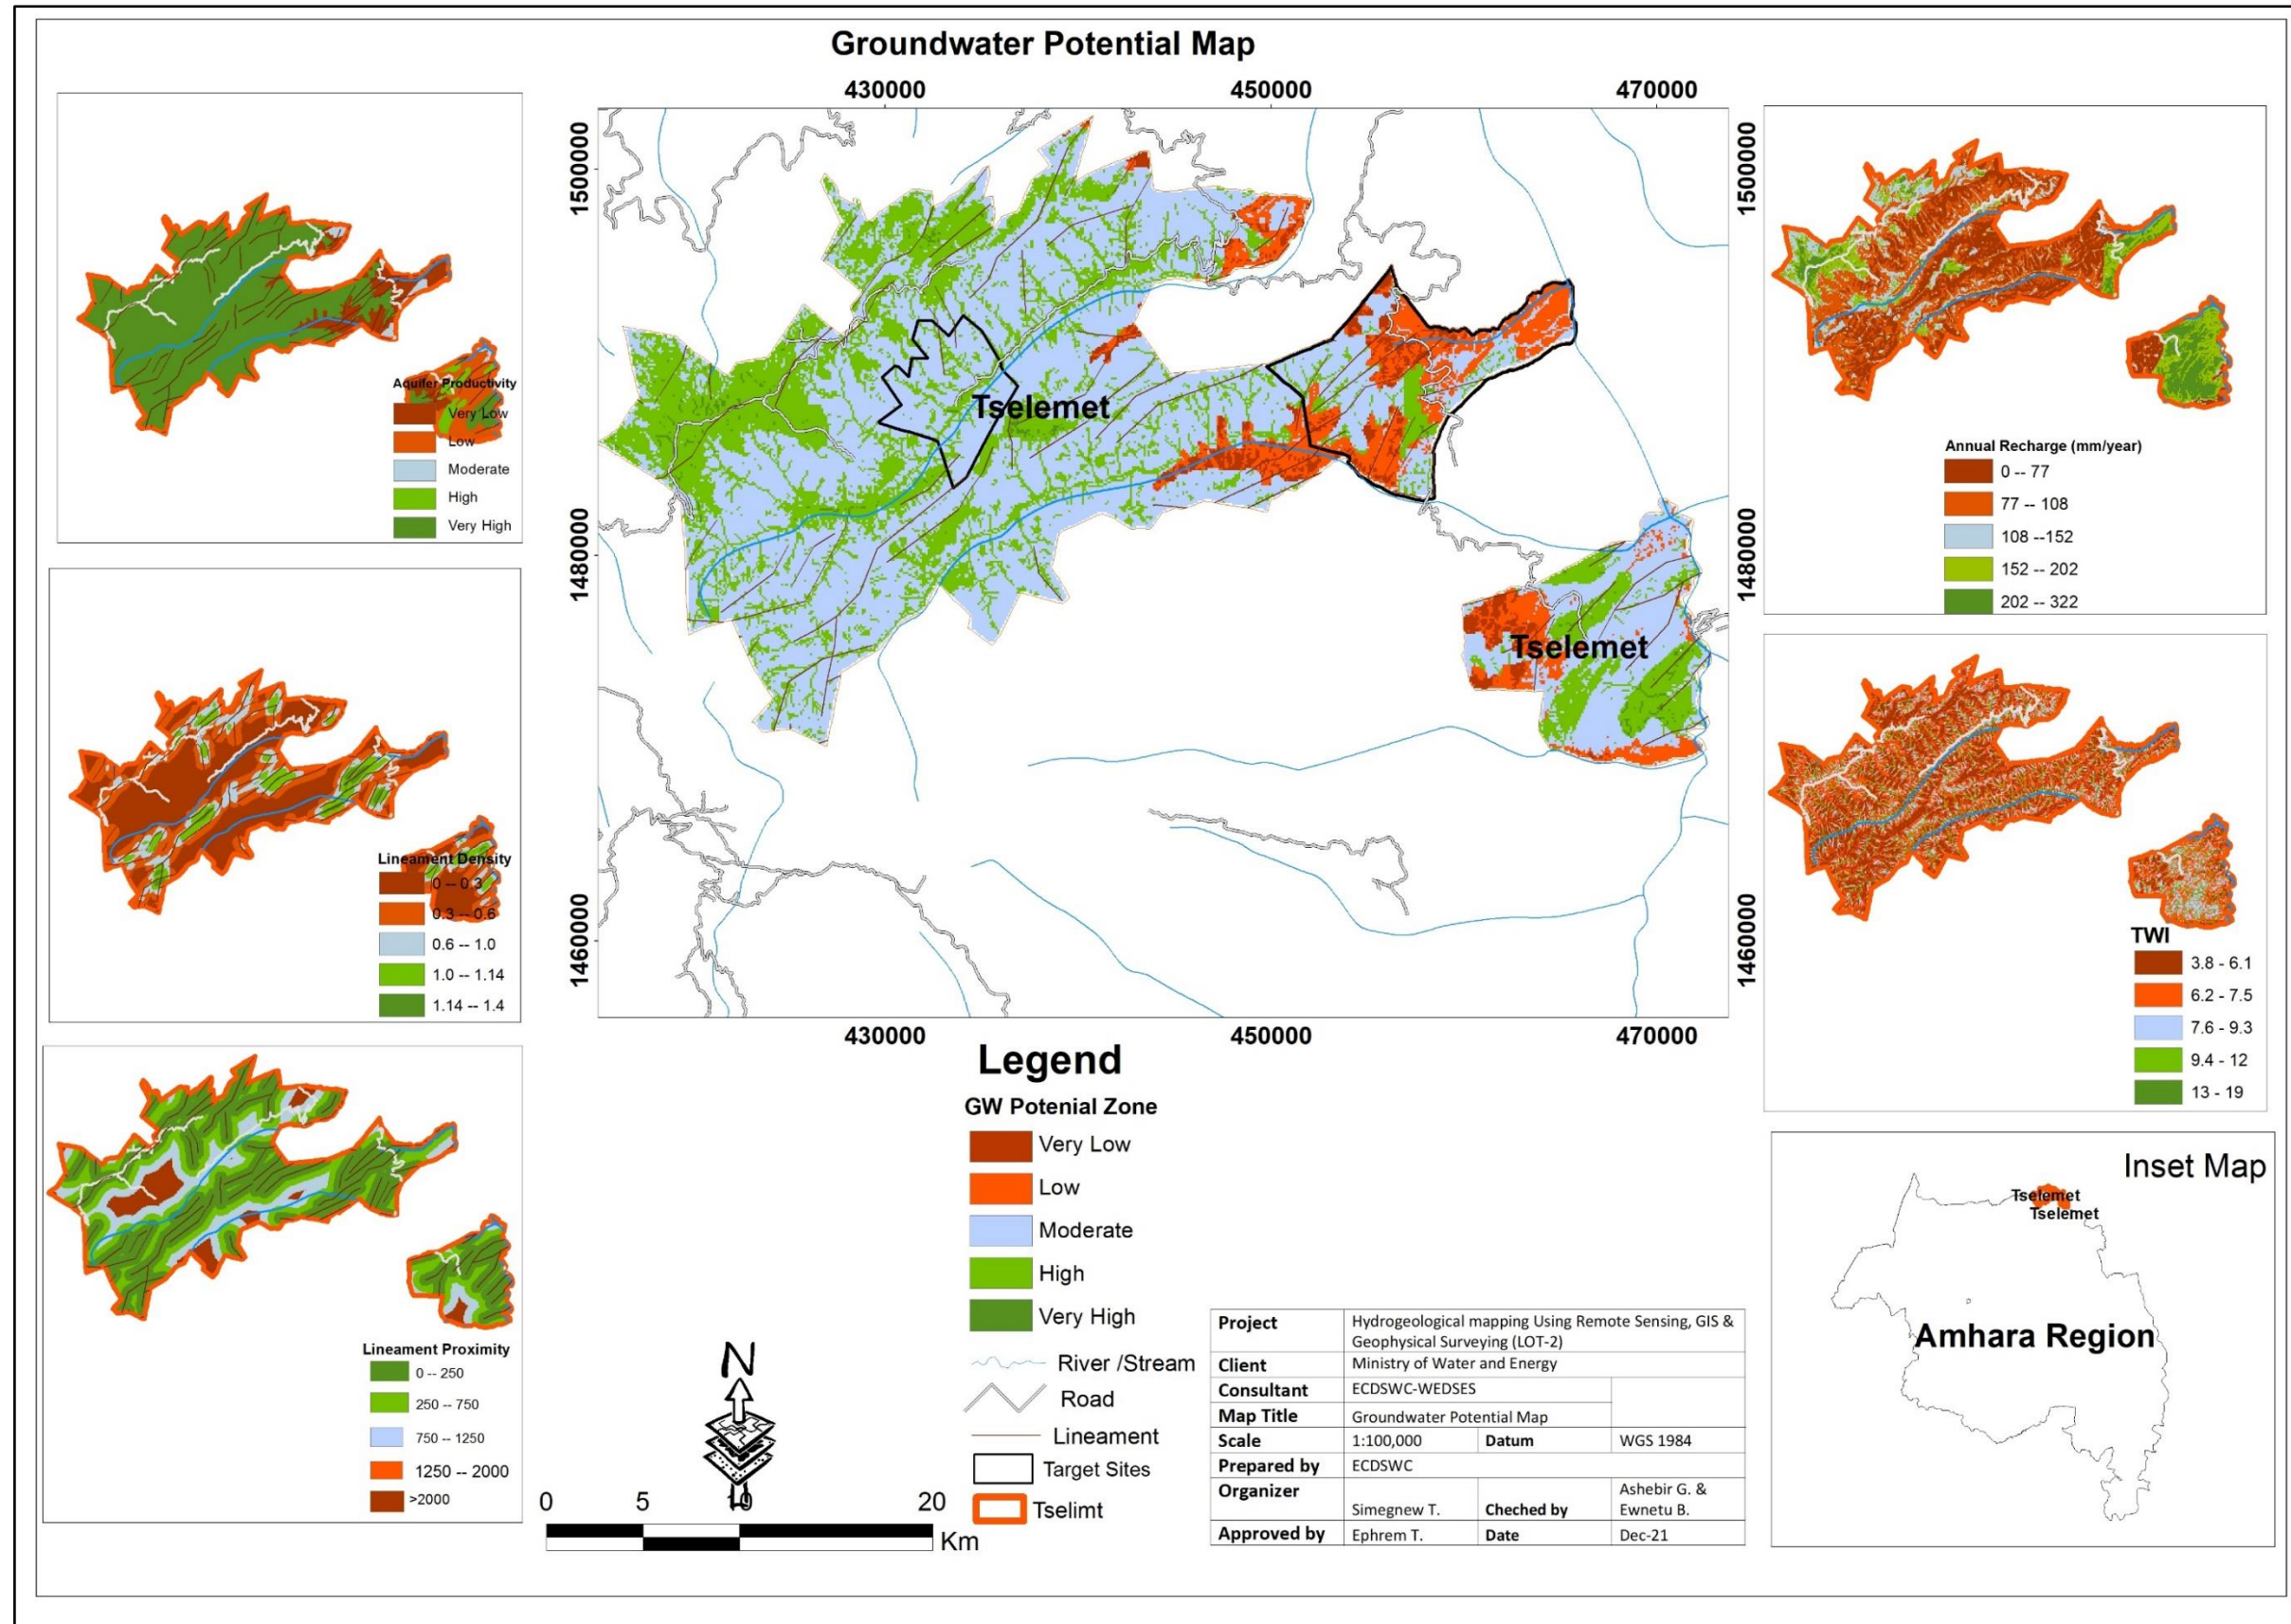 Groundwater Potential Map
430000
450000
470000
1500000
1480000
1460000
1500000
1480000
1460000
430000
450000
470000
Tselemet
Tselemet
Aquifer Productivity
Very Low
Low
Moderate
High
Very High
Lineament Density
0 -- 0.3
0.3 -- 0.6
0.6 -- 1.0
1.0 -- 1.14
1.14 -- 1.4
Lineament Proximity
0 -- 250
250 -- 750
750 -- 1250
1250 -- 2000
>2000
Annual Recharge (mm/year)
0 -- 77
77 -- 108
108 --152
152 -- 202
202 -- 322
TWI
3.8 - 6.1
6.2 - 7.5
7.6 - 9.3
9.4 - 12
13 - 19
Inset Map
Tselemet
Tselemet
Amhara Region
Legend
GW Potenial Zone
Very Low
Low
Moderate
High
Very High
River /Stream
Road
Lineament
Target Sites
Tselimt
N
0 5 10 20
Km
Project Hydrogeological mapping Using Remote Sensing, GIS &
Geophysical Surveying (LOT-2)
Client Ministry of Water and Energy
Consultant ECDSWC-WEDSES
Map Title Groundwater Potential Map
Scale 1:100,000 Datum WGS 1984
Prepared by ECDSWC
Organizer Simegnew T. Cheched by Ashebir G. &
Ewnetu B.
Approved by Ephrem T. Date Dec-21